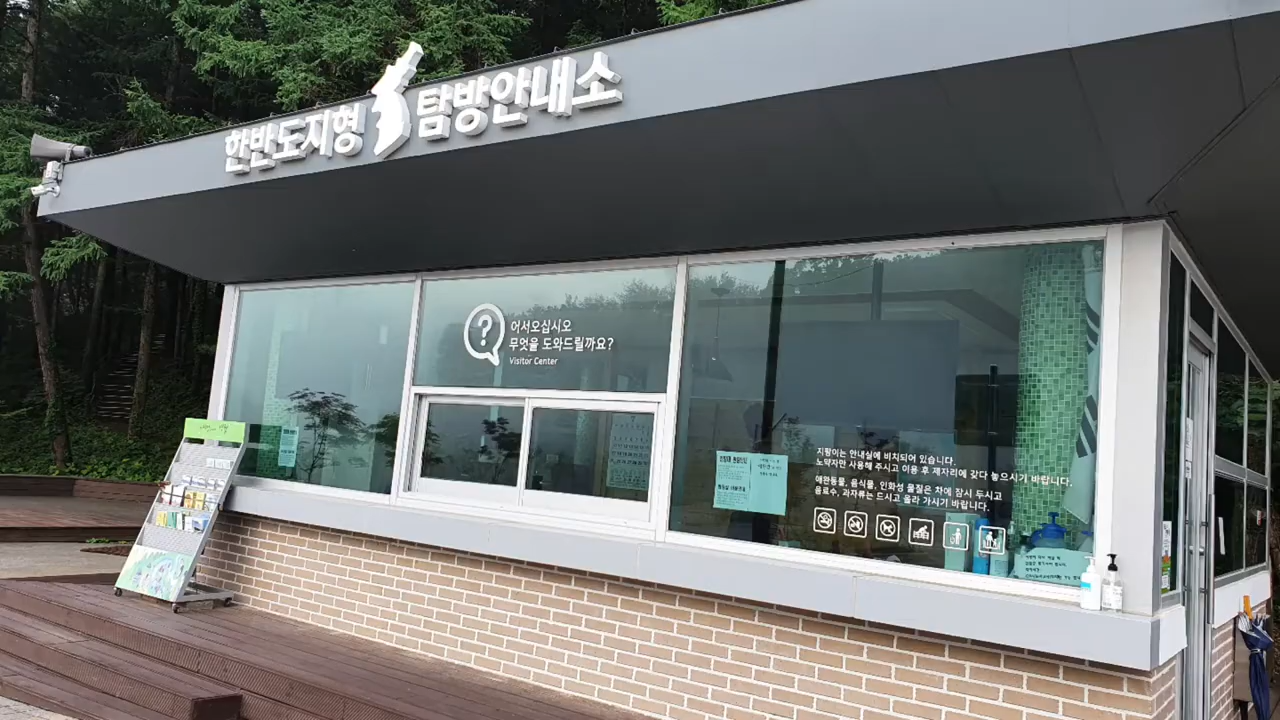 한반도지형 탐방안내소
?
어서오십시오
무엇을 도와드릴까요?
Visitor Center
지팡이는 안내실에 비치되어 있습니다.
노약자만 사용해 주시고 이용 후 제자리에 갖다 놓으시기 바랍니다.
애완동물, 음식물, 인화성 물질은 차에 잠시 두시고
음료수, 과자류는 드시고 올라 가시기 바랍니다.